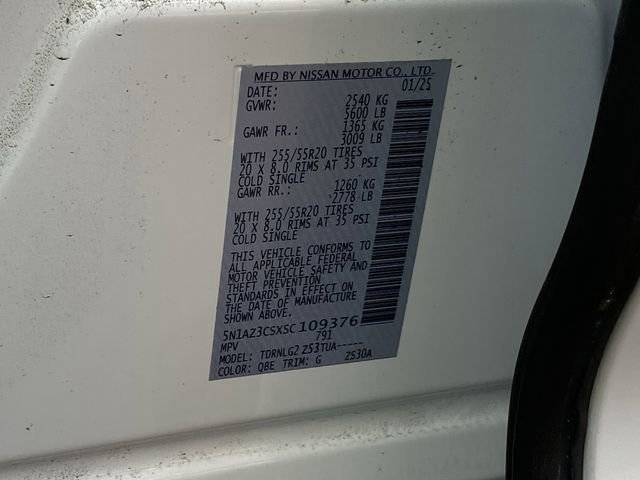 MFD BY NISSAN MOTOR CO., LTD
DATE: 01/25
GVWR: 2540 KG
5600 LB
GAWR FR.: 1365 KG
3009 LB
WITH 255/55R20 TIRES
20 X 8.0 RIMS AT 35 PSI
COLD SINGLE
GAWR RR.: 1260 KG
2778 LB
WITH 255/55R20 TIRES
20 X 8.0 RIMS AT 35 PSI
COLD SINGLE
THIS VEHICLE CONFORMS TO
ALL APPLICABLE FEDERAL
MOTOR VEHICLE SAFETY AND
THEFT PREVENTION
STANDARDS IN EFFECT ON
THE DATE OF MANUFACTURE
SHOWN ABOVE.
5N1AZ3CSXSC109376
MPV 791
MODEL: TDRNLG2 ZS3TUA-----
COLOR: QBE TRIM: G ZS30A